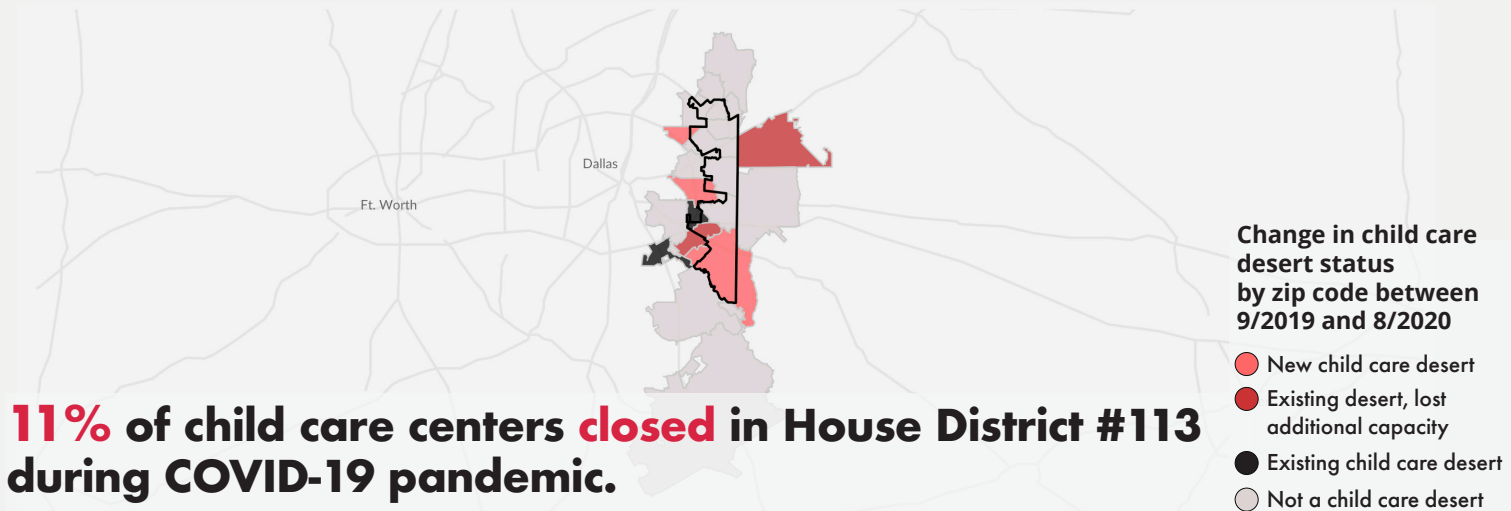 Dallas
Ft. Worth
Change in child care
desert status
by zip code between
9/2019 and 8/2020
New child care desert
Existing desert, lost
additional capacity
Existing child care desert
Not a child care desert
11% of child care centers closed in House District #113
during COVID-19 pandemic.